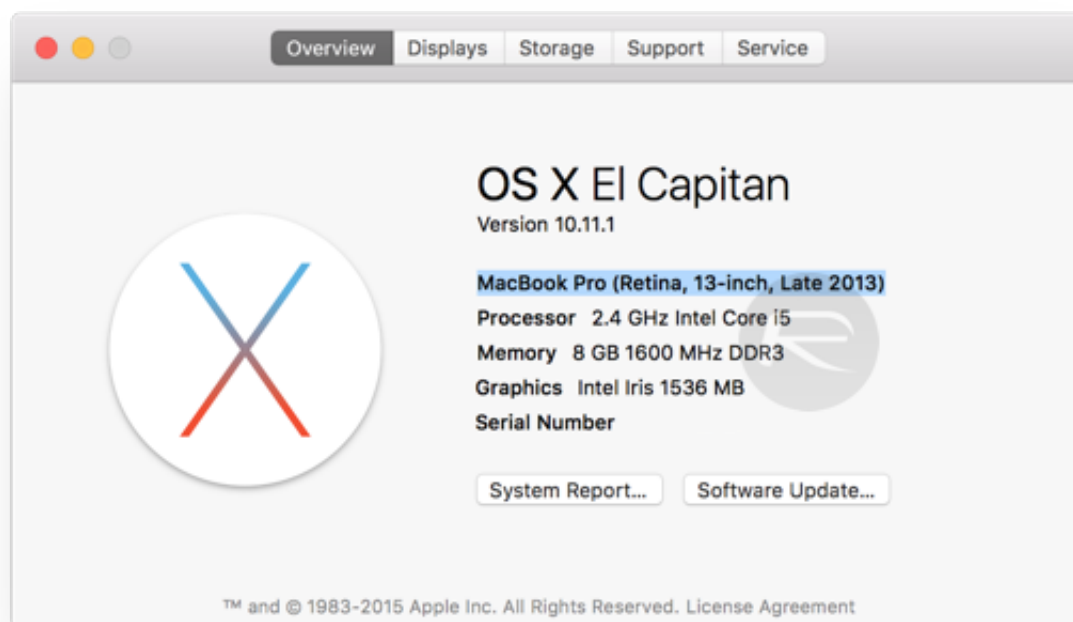 Overview Displays Storage Support Service
OS X El Capitan
Version 10.11.1
MacBook Pro (Retina, 13-inch, Late 2013)
Processor 2.4 GHz Intel Core i5
Memory 8 GB 1600 MHz DDR3
Graphics Intel Iris 1536 MB
Serial Number
System Report... Software Update...
™ and © 1983-2015 Apple Inc. All Rights Reserved. License Agreement